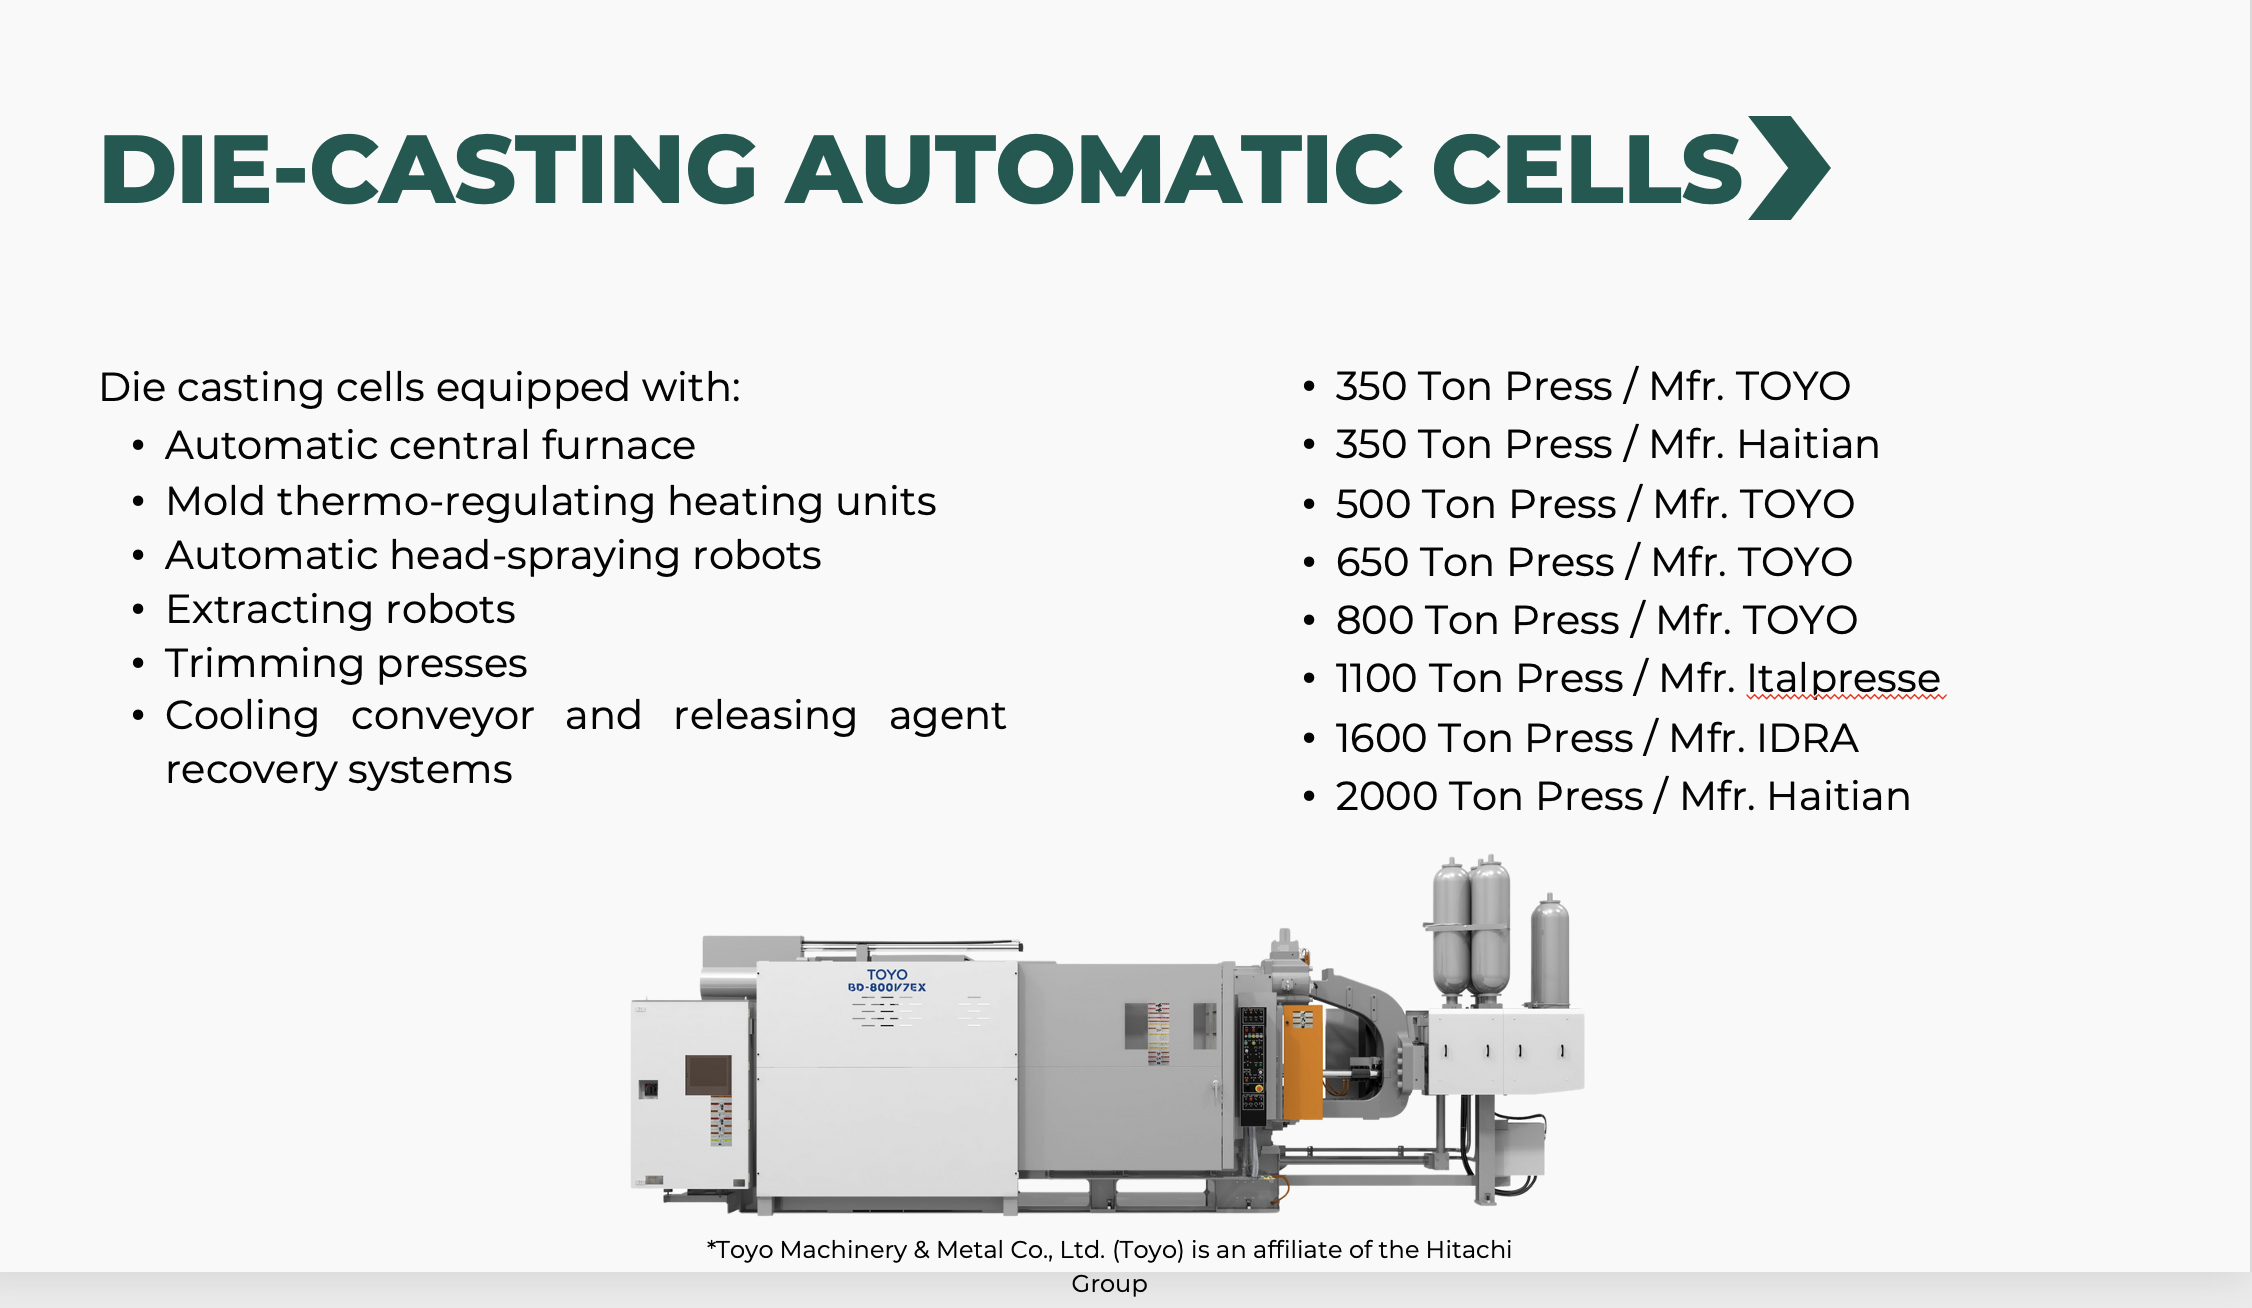 DIE-CASTING AUTOMATIC CELLS
Die casting cells equipped with:
• Automatic central furnace
• Mold thermo-regulating heating units
• Automatic head-spraying robots
• Extracting robots
• Trimming presses
• Cooling conveyor and releasing agent
recovery systems
• 350 Ton Press / Mfr. TOYO
• 350 Ton Press / Mfr. Haitian
• 500 Ton Press / Mfr. TOYO
• 650 Ton Press / Mfr. TOYO
• 800 Ton Press / Mfr. TOYO
• 1100 Ton Press / Mfr. Italpresse
• 1600 Ton Press / Mfr. IDRA
• 2000 Ton Press / Mfr. Haitian
TOYO
BD-800V7EX
*Toyo Machinery & Metal Co., Ltd. (Toyo) is an affiliate of the Hitachi
Group